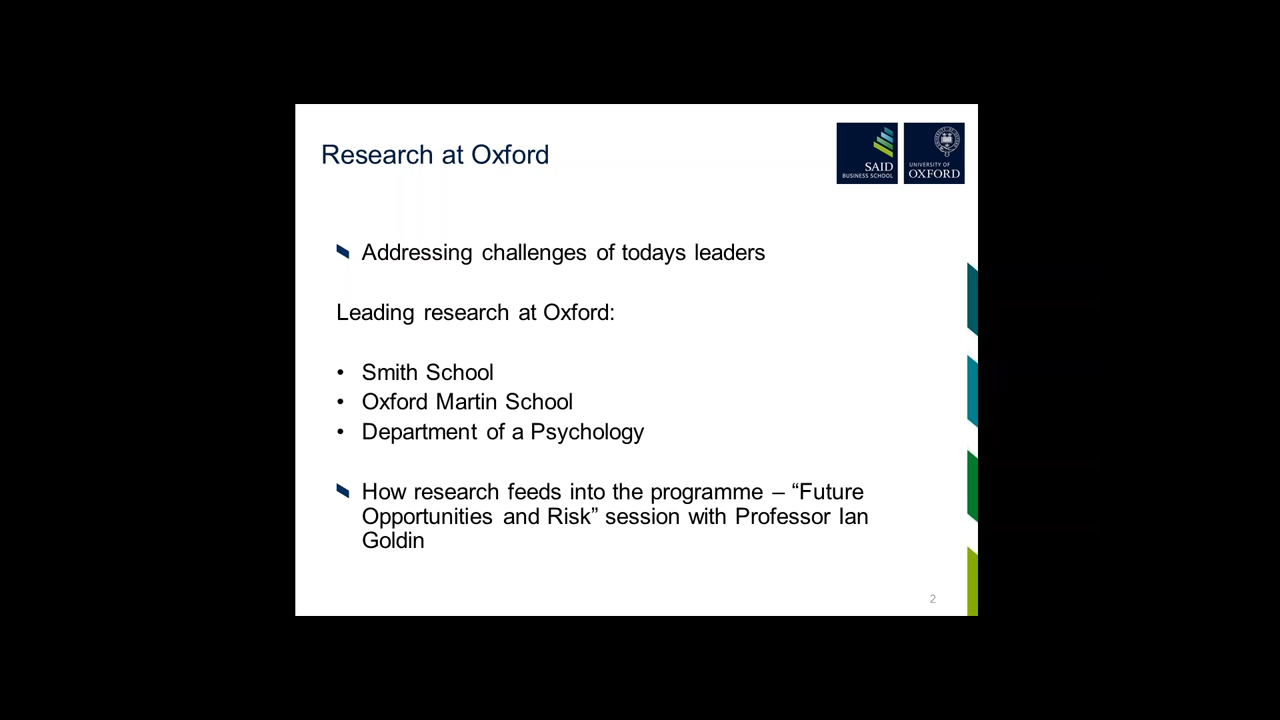 Research at Oxford
SAID
BUSINESS SCHOOL
UNIVERSITY OF
OXFORD
Addressing challenges of todays leaders
Leading research at Oxford:
• Smith School
• Oxford Martin School
• Department of a Psychology
How research feeds into the programme – “Future
Opportunities and Risk” session with Professor Ian
Goldin
2